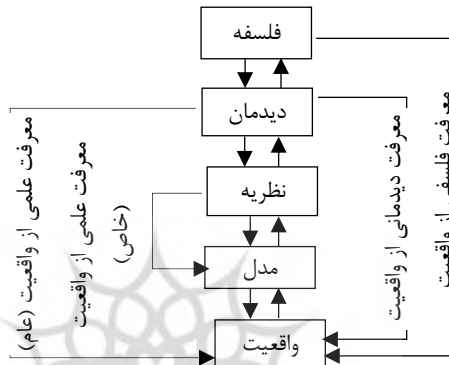 فلسفه
دیدمان
نظریه
مدل
واقعیت
معرفت فلسفی از واقعیت
معرفت دیدمانی از واقعیت
معرفت علمی از واقعیت
(خاص)
معرفت علمی از واقعیت (عام)